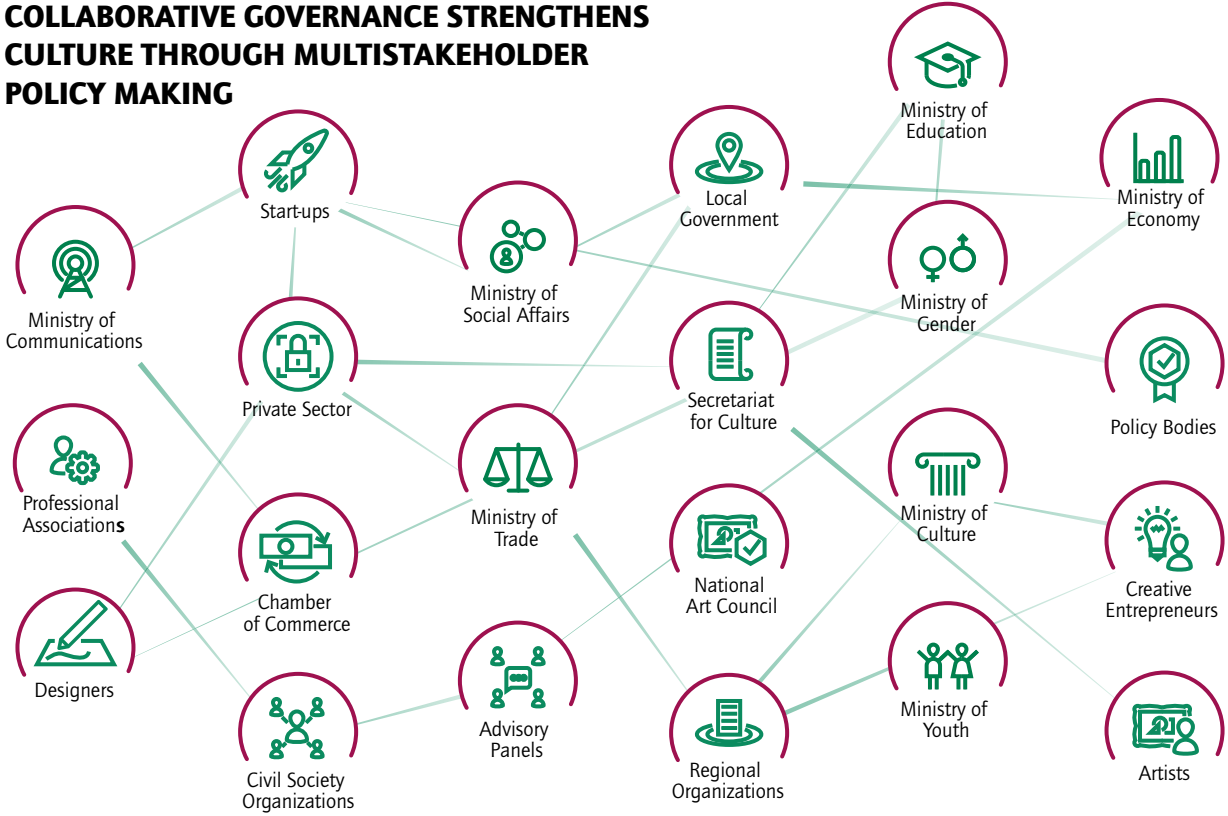 COLLABORATIVE GOVERNANCE STRENGTHENS
CULTURE THROUGH MULTISTAKEHOLDER
POLICY MAKING
Ministry of
Education
Start-ups
Local
Government
Ministry of
Economy
Ministry of
Communications
Ministry of
Social Affairs
Ministry of
Gender
Private Sector
Secretariat
for Culture
Policy Bodies
Professional
Associations
Ministry of
Trade
Ministry of
Culture
Chamber
of Commerce
National
Art Council
Creative
Entrepreneurs
Designers
Advisory
Panels
Ministry of
Youth
Civil Society
Organizations
Regional
Organizations
Artists